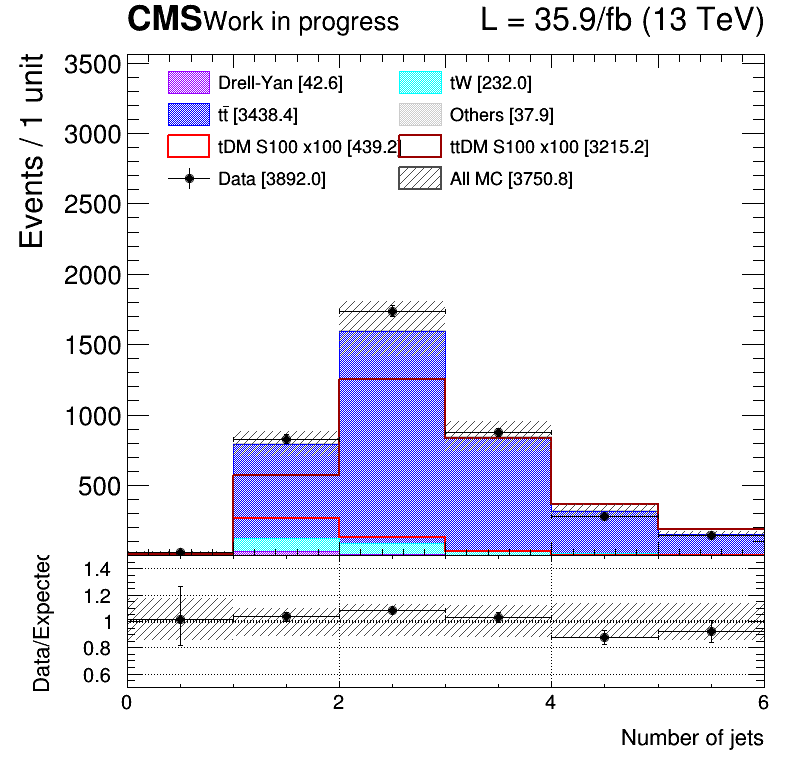 CMS Work in progress L = 35.9/fb (13 TeV)
Events / 1 unit
3500
3000
2500
2000
1500
1000
500
Drell-Yan [42.6] tW [232.0]
tt̄ [3438.4] Others [37.9]
tDM S100 x100 [439.2] ttDM S100 x100 [3215.2]
Data [3892.0] All MC [3750.8]
Data/Expected
1.4
1.2
1
0.8
0.6
0 2 4 6
Number of jets